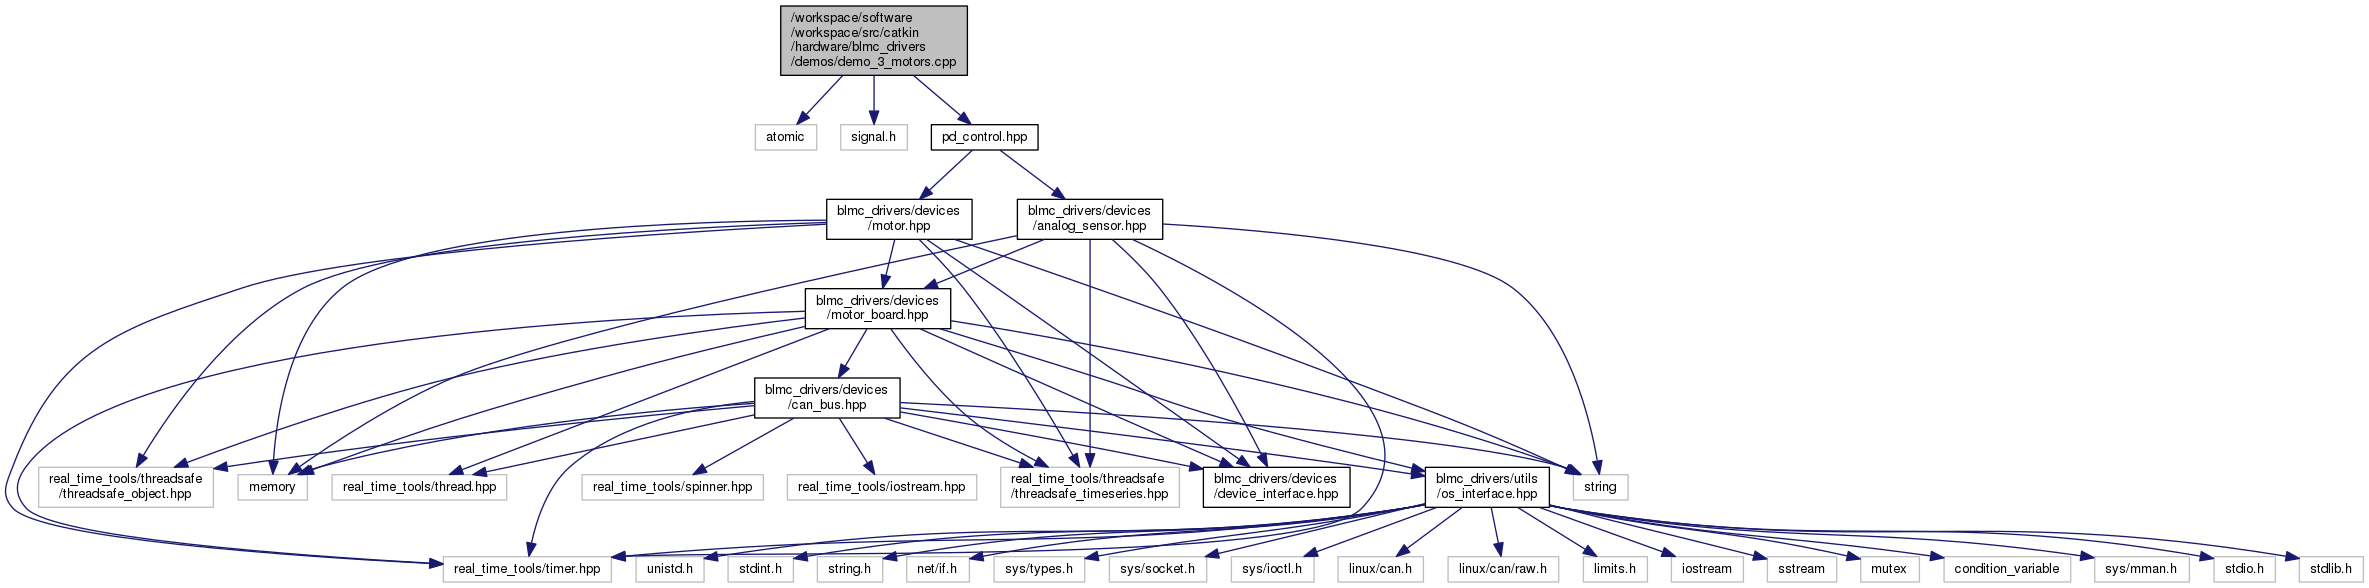 /workspace/software
/workspace/src/catkin
/hardware/blmc_drivers
/demos/demo_3_motors.cpp
atomic
signal.h
pd_control.hpp
blmc_drivers/devices
/motor.hpp
blmc_drivers/devices
/analog_sensor.hpp
blmc_drivers/devices
/motor_board.hpp
blmc_drivers/devices
/can_bus.hpp
real_time_tools/threadsafe
/threadsafe_object.hpp
memory
real_time_tools/thread.hpp
real_time_tools/spinner.hpp
real_time_tools/iostream.hpp
real_time_tools/threadsafe
/threadsafe_timeseries.hpp
blmc_drivers/devices
/device_interface.hpp
blmc_drivers/utils
/os_interface.hpp
string
real_time_tools/timer.hpp
unistd.h
stdint.h
string.h
net/if.h
sys/types.h
sys/socket.h
sys/ioctl.h
linux/can.h
linux/can/raw.h
limits.h
iostream
sstream
mutex
condition_variable
sys/mman.h
stdio.h
stdlib.h